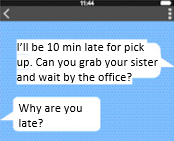 11:44
I'll be 10 min late for pick
up. Can you grab your sister
and wait by the office?
Why are you
late?